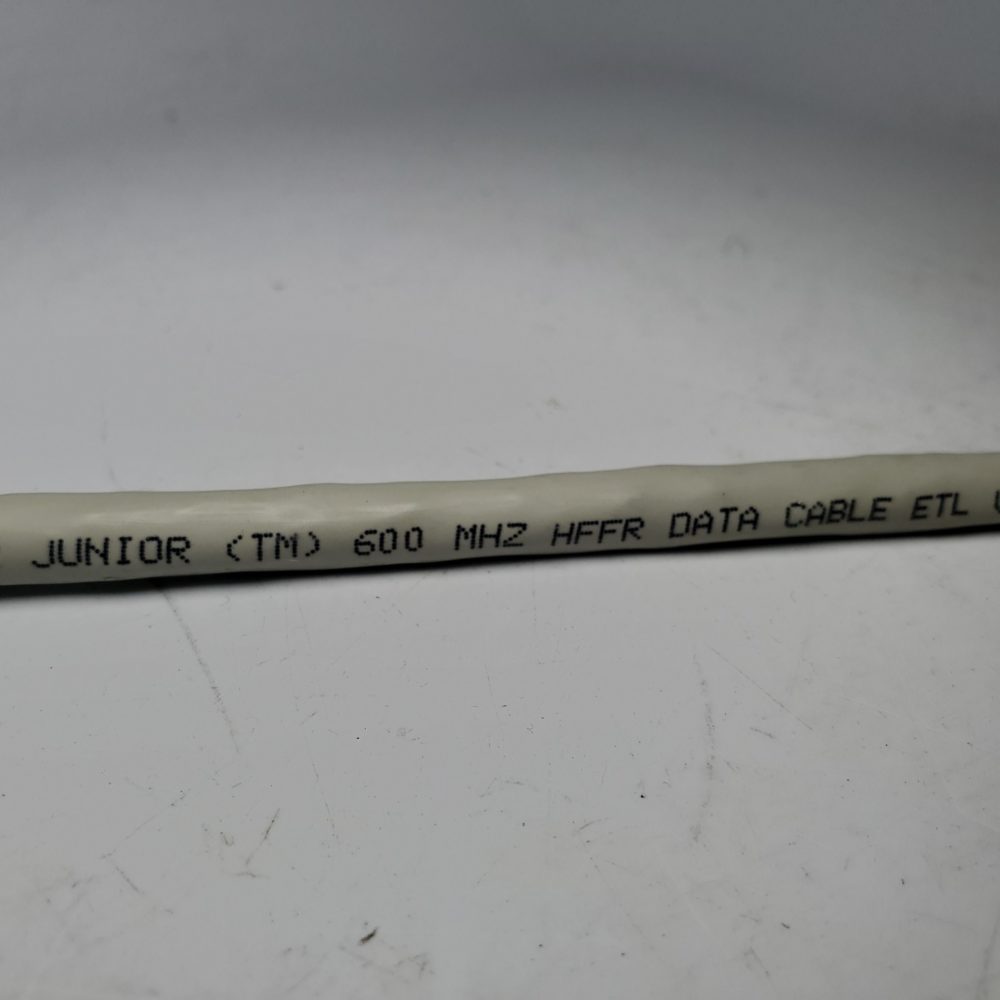 JUNIOR (TM) 600 MHZ HFFR DATA CABLE ETL